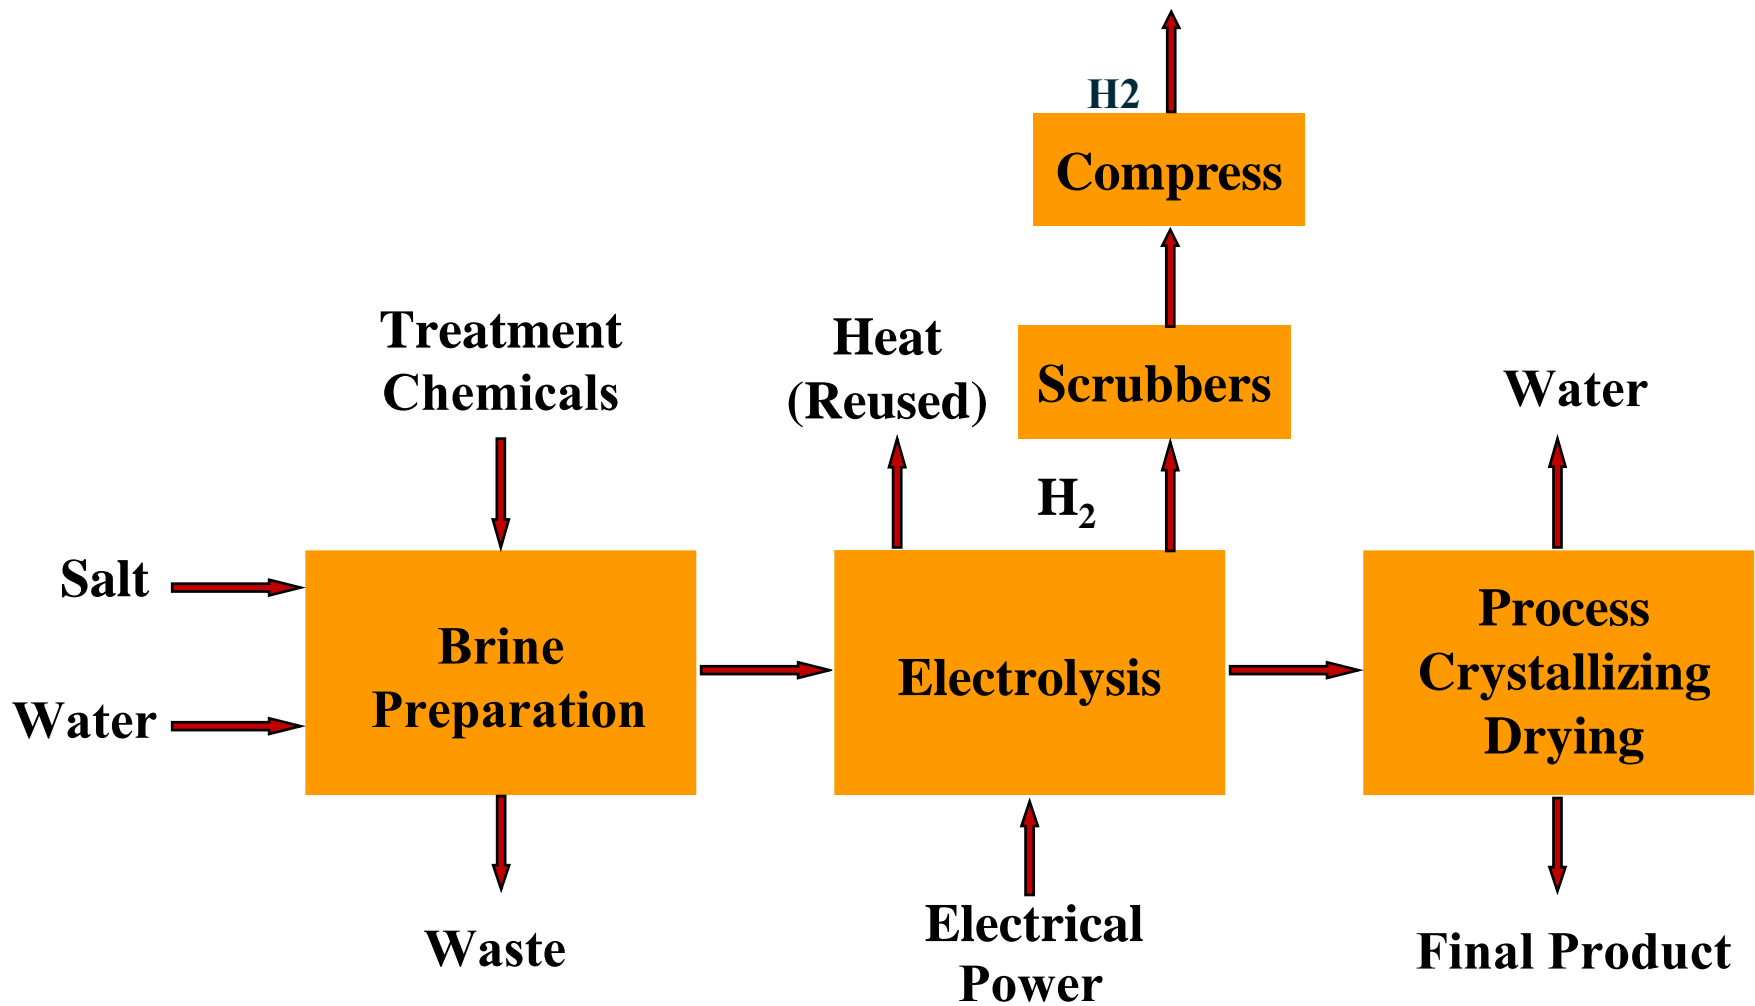 H2
Compress
Treatment
Chemicals
Heat
(Reused)
Scrubbers
Water
H₂
Salt
Water
Brine
Preparation
Electrolysis
Process
Crystallizing
Drying
Waste
Electrical
Power
Final Product